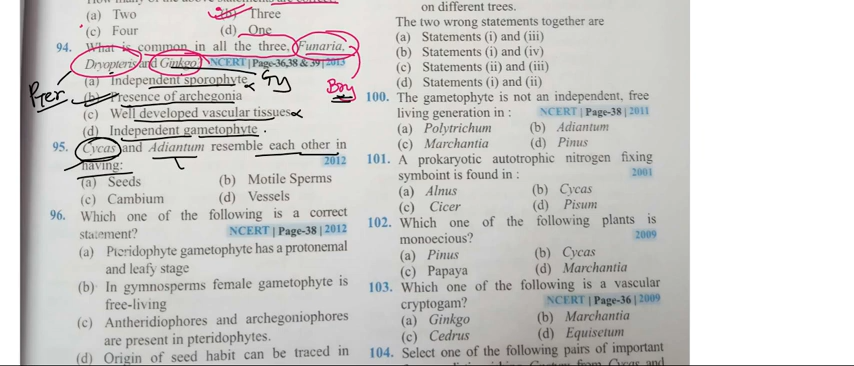 (a) Two
(b) Three
(c) Four
(d) One
94. What is common in all the three, Funaria,
Dryopteris and Ginkgo? NCERT | Page-36,38 & 39 | 2013
(a) Independent sporophyte
Gy
Bry
Pter
(b) Presence of archegonia
(c) Well developed vascular tissues
(d) Independent gametophyte
95. Cycas and Adiantum resemble each other in
having: 2012
(a) Seeds
(b) Motile Sperms
(c) Cambium
(d) Vessels
96. Which one of the following is a correct
statement? NCERT | Page-38 | 2012
(a) Pteridophyte gametophyte has a protonemal
and leafy stage
(b) In gymnosperms female gametophyte is
free-living
(c) Antheridiophores and archegoniophores
are present in pteridophytes.
(d) Origin of seed habit can be traced in
on different trees.
The two wrong statements together are
(a) Statements (i) and (iii)
(b) Statements (i) and (iv)
(c) Statements (ii) and (iii)
(d) Statements (i) and (ii)
100. The gametophyte is not an independent, free
living generation in : NCERT | Page-38 | 2011
(a) Polytrichum
(b) Adiantum
(c) Marchantia
(d) Pinus
101. A prokaryotic autotrophic nitrogen fixing
symboint is found in : 2001
(a) Alnus
(b) Cycas
(c) Cicer
(d) Pisum
102. Which one of the following plants is
monoecious? 2009
(a) Pinus
(b) Cycas
(c) Papaya
(d) Marchantia
103. Which one of the following is a vascular
cryptogam? NCERT | Page-36 | 2009
(a) Ginkgo
(b) Marchantia
(c) Cedrus
(d) Equisetum
104. Select one of the following pairs of important
from Cycas and